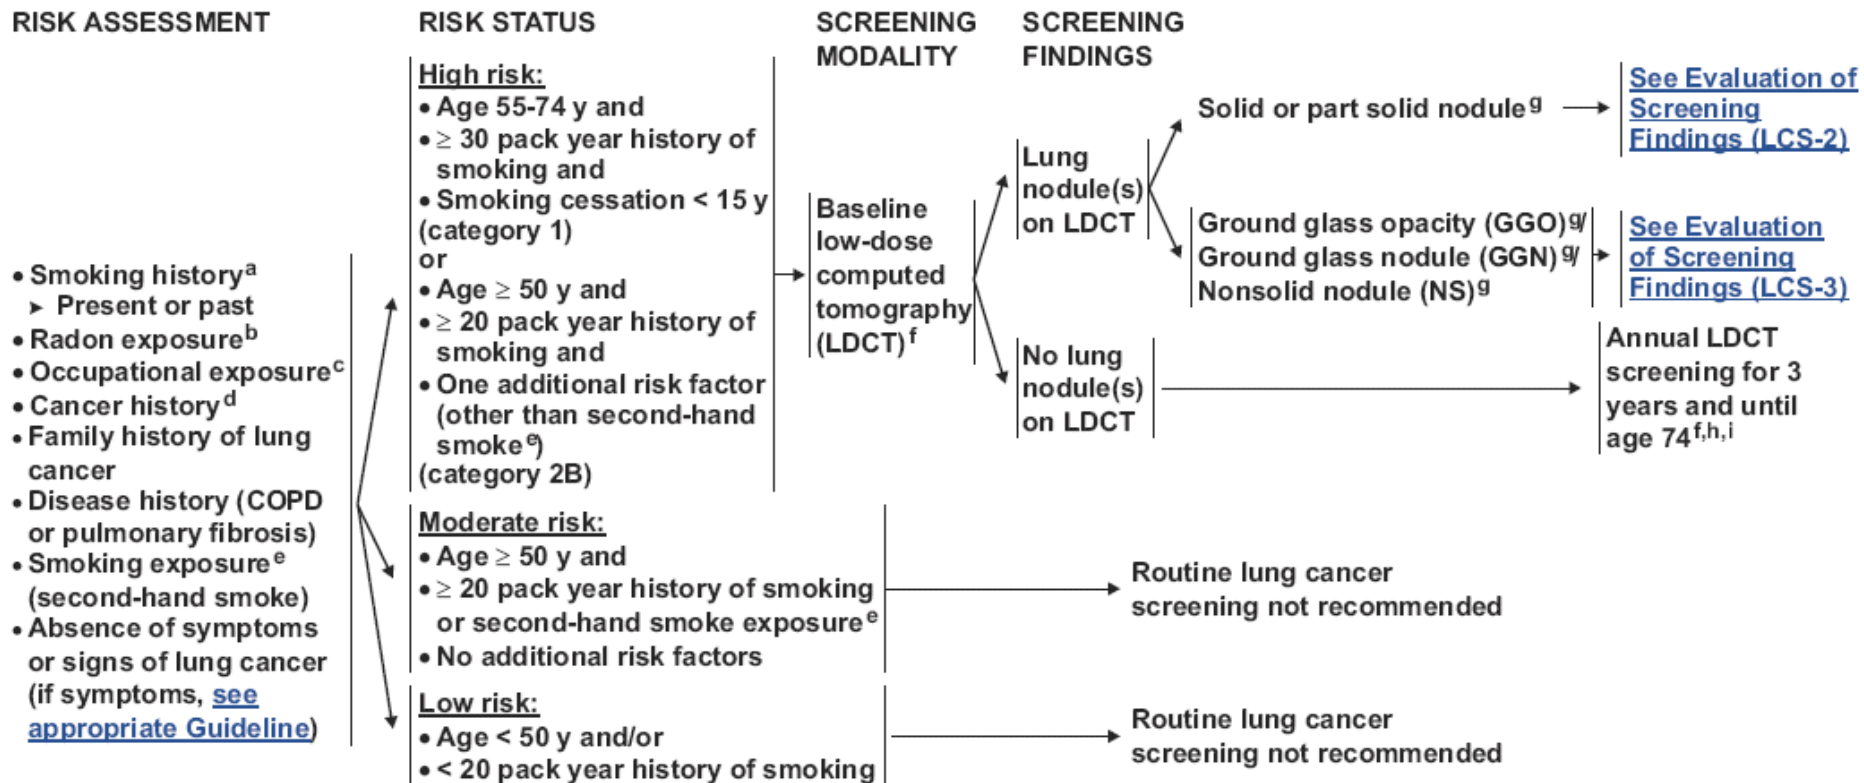 RISK ASSESSMENT
• Smoking historyᵃ
➤ Present or past
• Radon exposureᵇ
• Occupational exposureᶜ
• Cancer historyᵈ
• Family history of lung
cancer
• Disease history (COPD
or pulmonary fibrosis)
• Smoking exposureᵉ
(second-hand smoke)
• Absence of symptoms
or signs of lung cancer
(if symptoms, see
appropriate Guideline)
RISK STATUS
High risk:
• Age 55-74 y and
• ≥ 30 pack year history of
smoking and
• Smoking cessation < 15 y
(category 1)
or
• Age ≥ 50 y and
• ≥ 20 pack year history of
smoking and
• One additional risk factor
(other than second-hand
smokeᵉ)
(category 2B)
Moderate risk:
• Age ≥ 50 y and
• ≥ 20 pack year history of smoking
or second-hand smoke exposureᵉ
• No additional risk factors
Low risk:
• Age < 50 y and/or
• < 20 pack year history of smoking
SCREENING
MODALITY
Baseline
low-dose
computed
tomography
(LDCT)ᶠ
SCREENING
FINDINGS
Lung
nodule(s)
on LDCT
No lung
nodule(s)
on LDCT
Solid or part solid noduleᵍ
See Evaluation of
Screening
Findings (LCS-2)
Ground glass opacity (GGO)ᵍ/
Ground glass nodule (GGN)ᵍ/
Nonsolid nodule (NS)ᵍ
See Evaluation
of Screening
Findings (LCS-3)
Annual LDCT
screening for 3
years and until
age 74ᶠ,ʰ,ⁱ
Routine lung cancer
screening not recommended
Routine lung cancer
screening not recommended